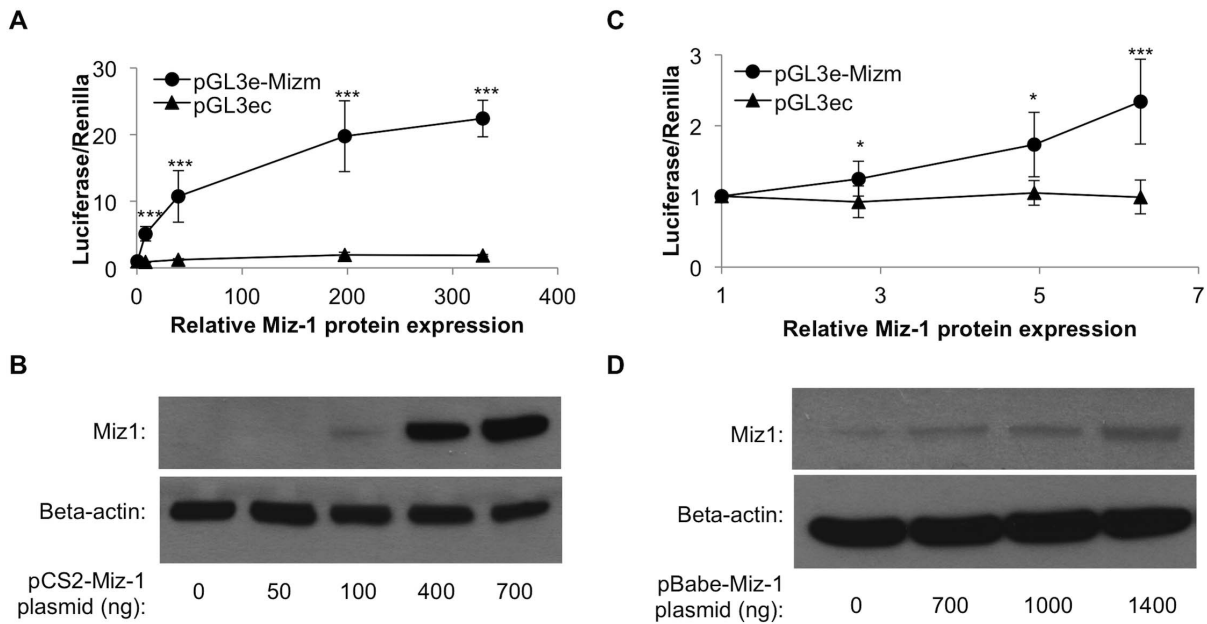 A
Luciferase/Renilla
30
20
10
0
pGL3e-Mizm
pGL3ec
***
***
***
***
0 100 200 300 400
Relative Miz-1 protein expression
B
Miz1:
Beta-actin:
pCS2-Miz-1
plasmid (ng):
0 50 100 400 700
C
Luciferase/Renilla
3
2
1
0
pGL3e-Mizm
pGL3ec
*
*
***
1 3 5 7
Relative Miz-1 protein expression
D
Miz1:
Beta-actin:
pBabe-Miz-1
plasmid (ng):
0 700 1000 1400